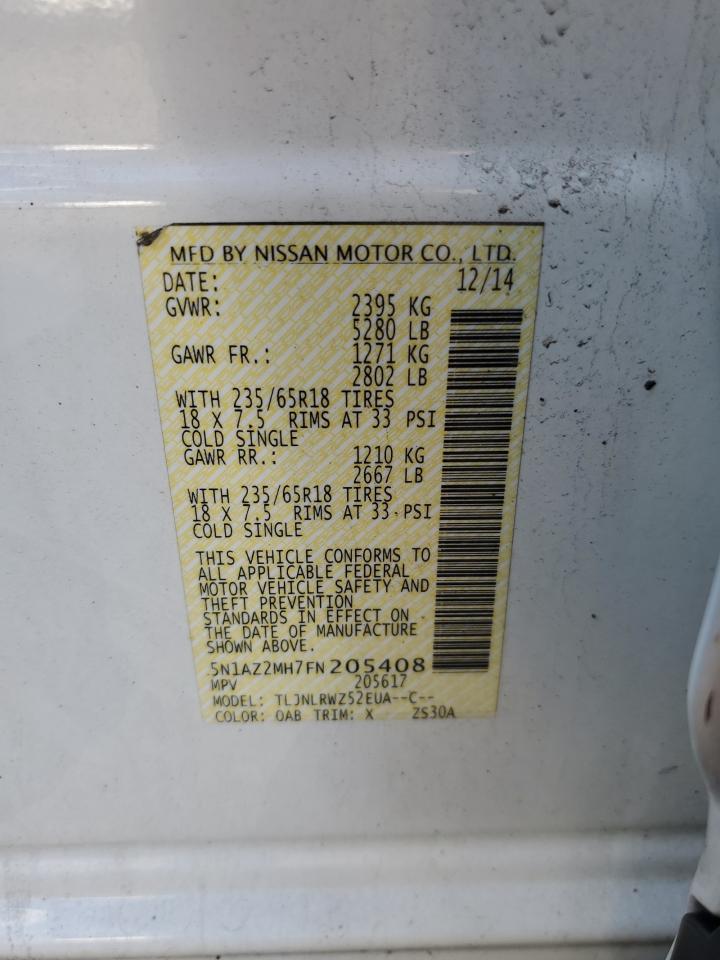 MFD BY NISSAN MOTOR CO., LTD.
DATE: 12/14
GVWR: 2395 KG
5280 LB
GAWR FR.: 1271 KG
2802 LB
WITH 235/65R18 TIRES
18 X 7.5 RIMS AT 33 PSI
COLD SINGLE
GAWR RR.: 1210 KG
2667 LB
WITH 235/65R18 TIRES
18 X 7.5 RIMS AT 33 PSI
COLD SINGLE
THIS VEHICLE CONFORMS TO
ALL APPLICABLE FEDERAL
MOTOR VEHICLE SAFETY AND
THEFT PREVENTION
STANDARDS IN EFFECT ON
THE DATE OF MANUFACTURE
SHOWN ABOVE.
5N1AZ2MH7FN205408
MPV 205617
MODEL: TLJNLRWZ52EUA--C--
COLOR: QAB TRIM: X ZS30A